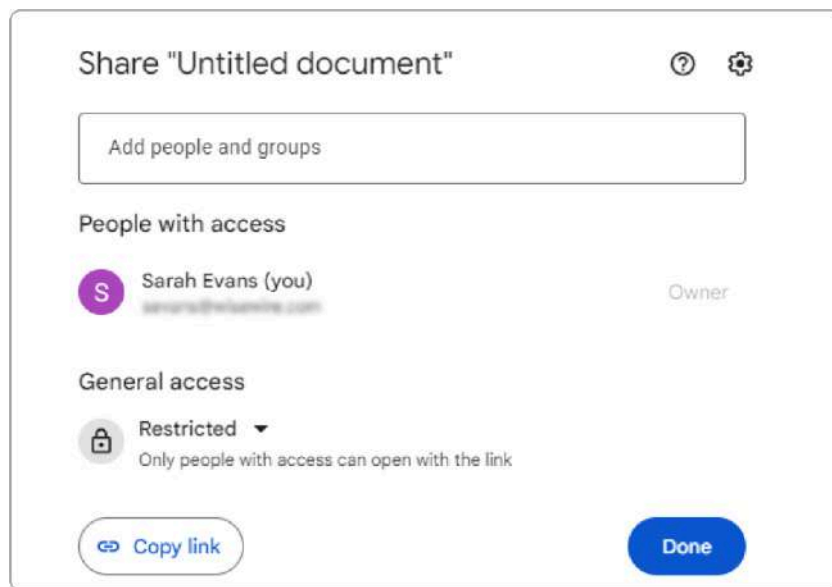 Share "Untitled document"
Add people and groups
People with access
S
Sarah Evans (you)
Owner
General access
Restricted
Only people with access can open with the link
Copy link
Done